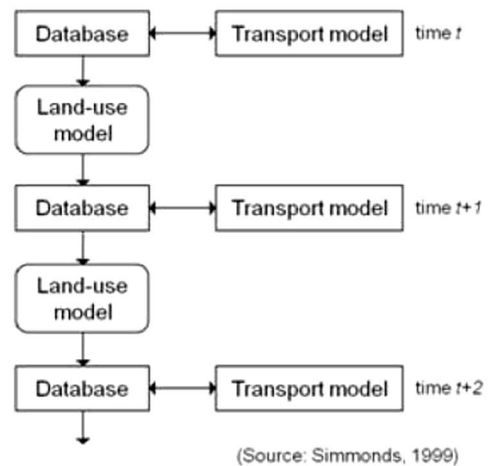 Database Transport model time t
Land-use
model
Database Transport model time t+1
Land-use
model
Database Transport model time t+2
(Source: Simmonds, 1999)